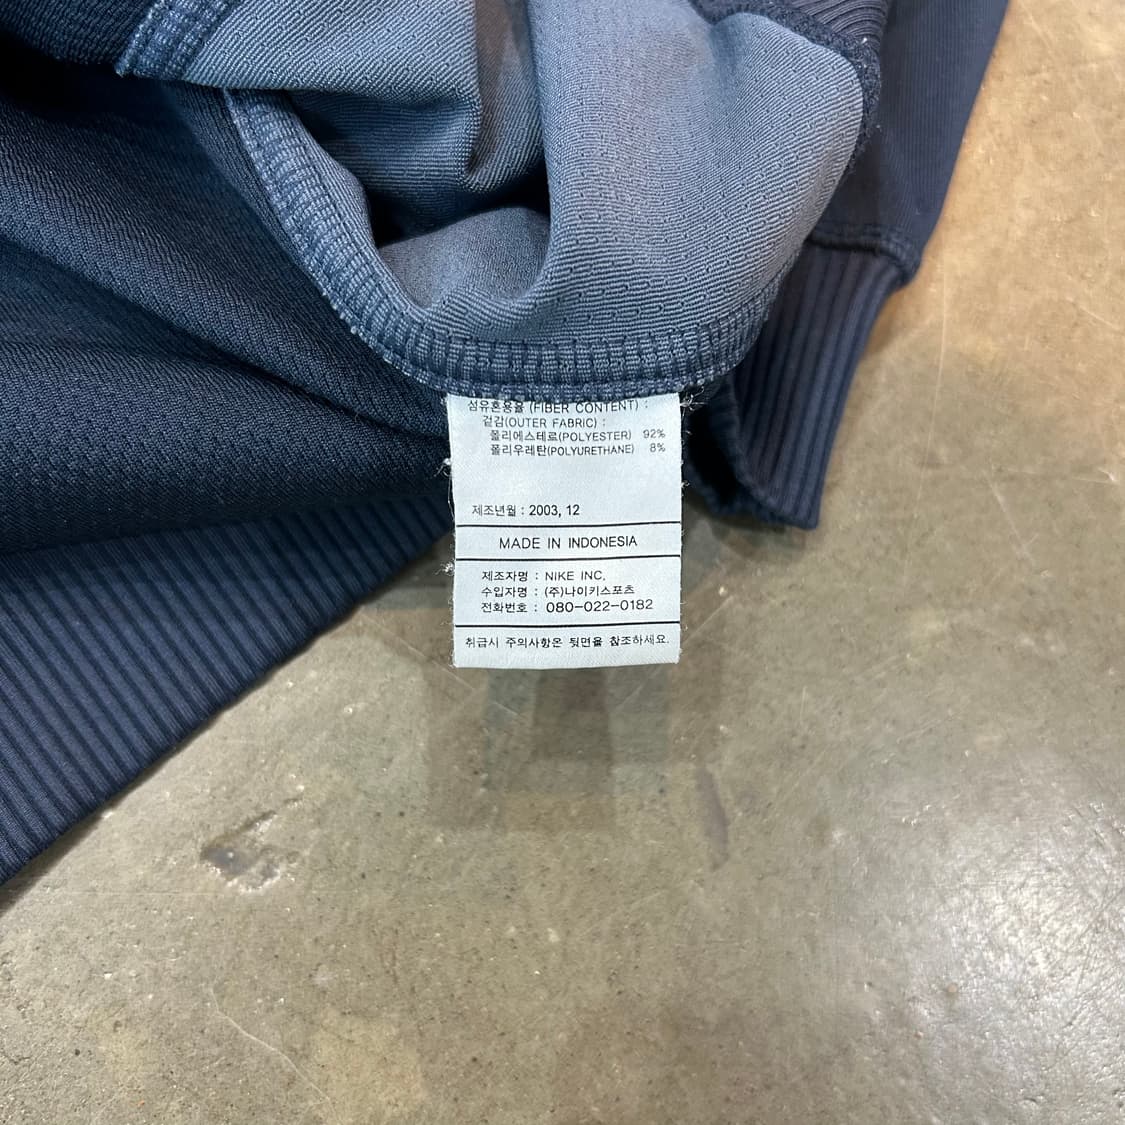 섬유혼용율 (FIBER CONTENT) :
겉감(OUTER FABRIC) :
폴리에스테르(POLYESTER) 92%
폴리우레탄(POLYURETHANE) 8%
제조년월 : 2003, 12
MADE IN INDONESIA
제조자명 : NIKE INC,
수입자명 : (주)나이키스포츠
전화번호 : 080-022-0182
취급시 주의사항은 뒷면을 참조하세요.